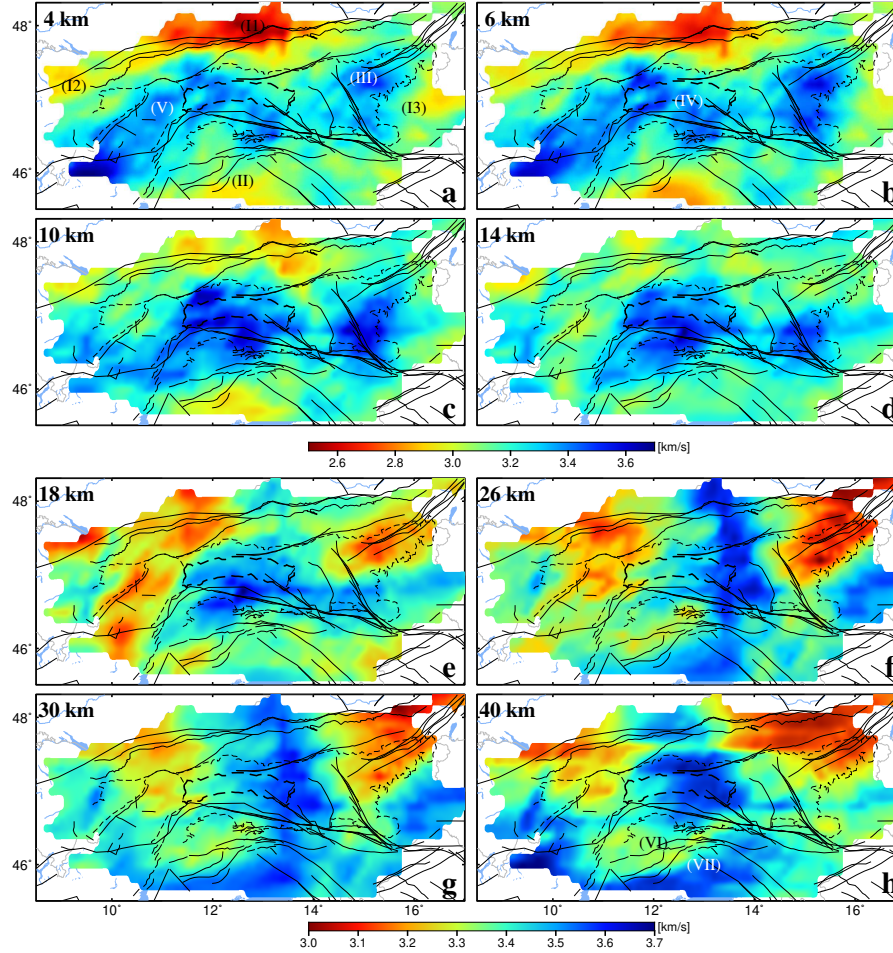 4 km
6 km
48°
(I1)
(I2)
(III)
(V)
(I3)
(IV)
46°
(II)
a
b
10 km
14 km
48°
46°
c
d
[km/s]
2.6 2.8 3.0 3.2 3.4 3.6
18 km
26 km
48°
46°
e
f
30 km
40 km
48°
46°
(VI)
(VII)
g
h
10° 12° 14° 16° 10° 12° 14° 16°
[km/s]
3.0 3.1 3.2 3.3 3.4 3.5 3.6 3.7